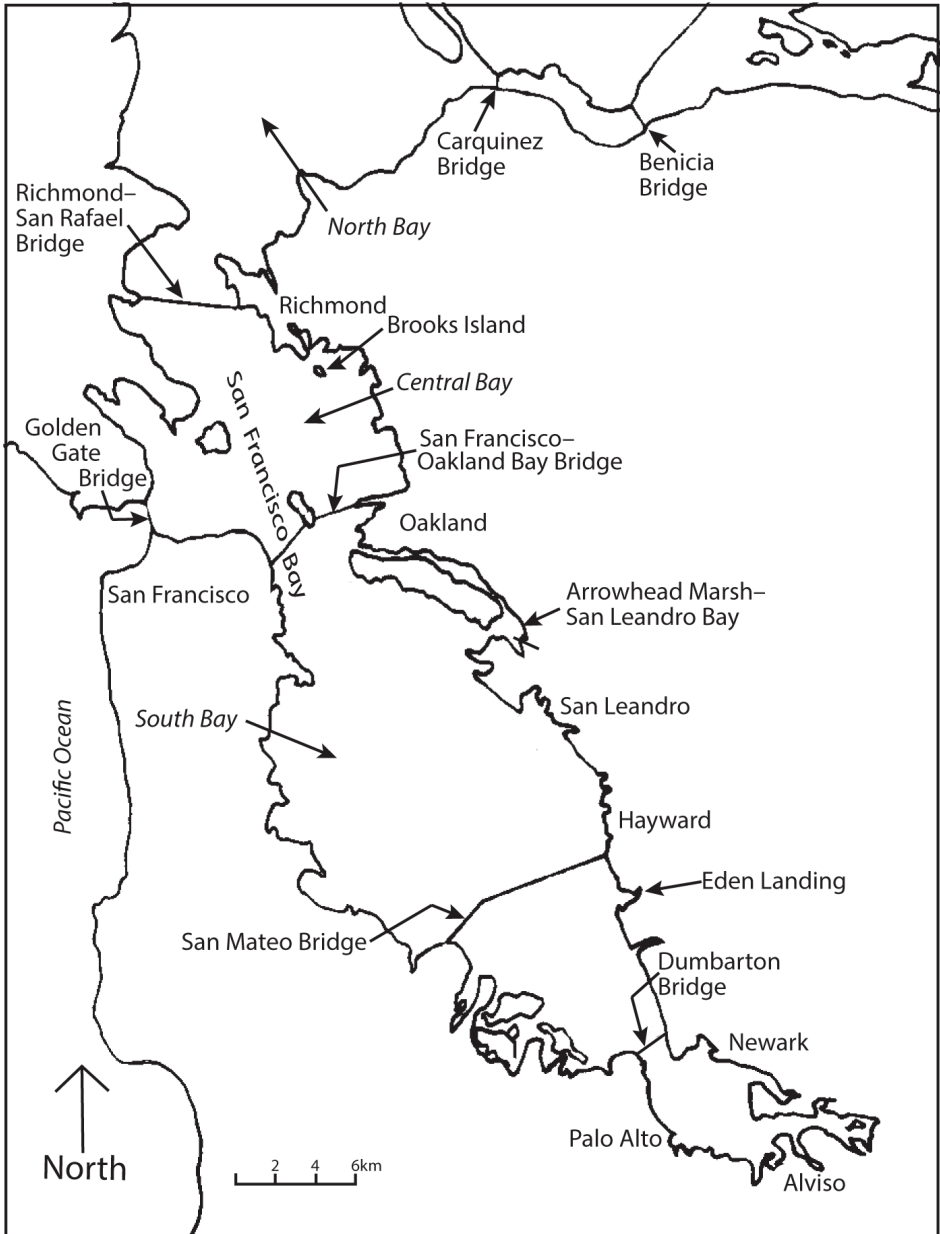 Carquinez
Bridge
Benicia
Bridge
Richmond–
San Rafael
Bridge
North Bay
Richmond
Brooks Island
Central Bay
San Francisco Bay
Golden
Gate
Bridge
San Francisco–
Oakland Bay Bridge
Oakland
San Francisco
Arrowhead Marsh–
San Leandro Bay
Pacific Ocean
South Bay
San Leandro
Hayward
Eden Landing
San Mateo Bridge
Dumbarton
Bridge
Newark
North
2 4 6km
Palo Alto
Alviso